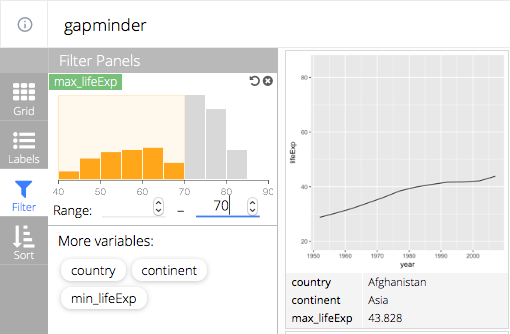 gapminder
Filter Panels
max_lifeExp
Grid
Labels
Filter
Sort
40 50 60 70 80 90
Range: – 70
More variables:
country continent
min_lifeExp
80
60
40
20
lifeExp
1950 1960 1970 1980 1990 2000
year
country Afghanistan
continent Asia
max_lifeExp 43.828